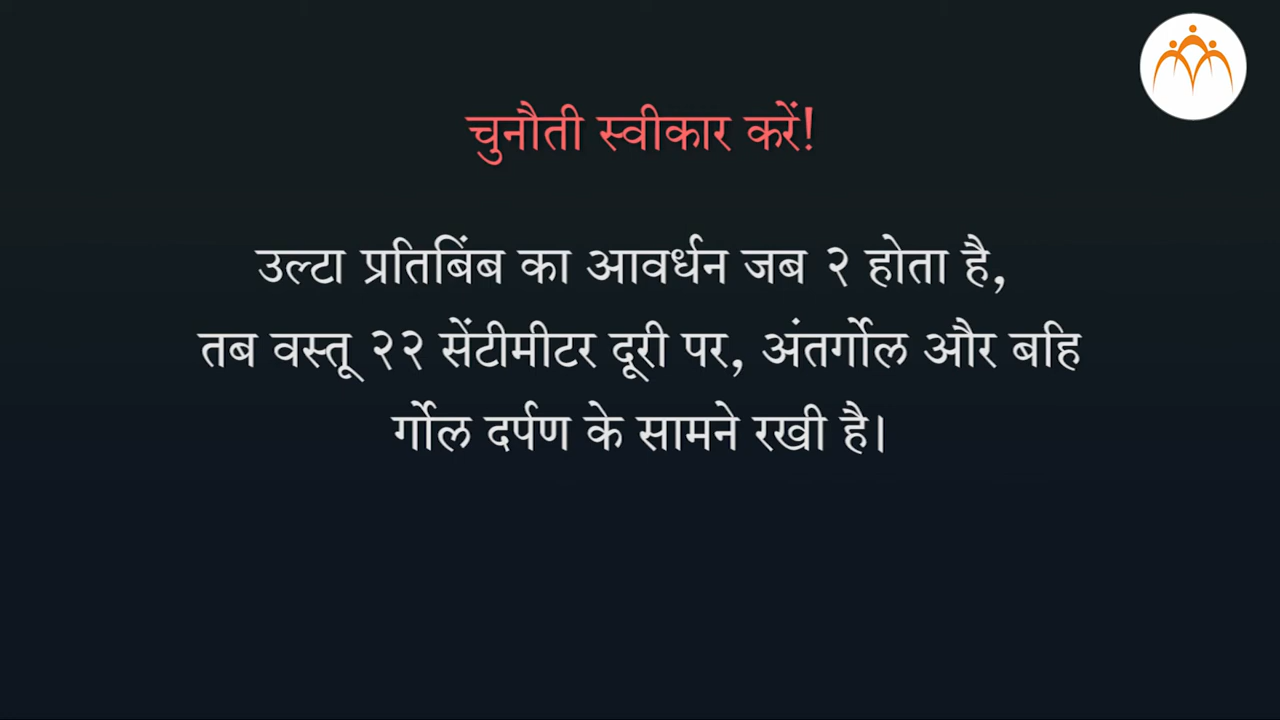 चुनौती स्वीकार करें!
उल्टा प्रतिबिंब का आवर्धन जब २ होता है,
तब वस्तू २२ सेंटीमीटर दूरी पर, अंतर्गोल और बहि
र्गोल दर्पण के सामने रखी है।